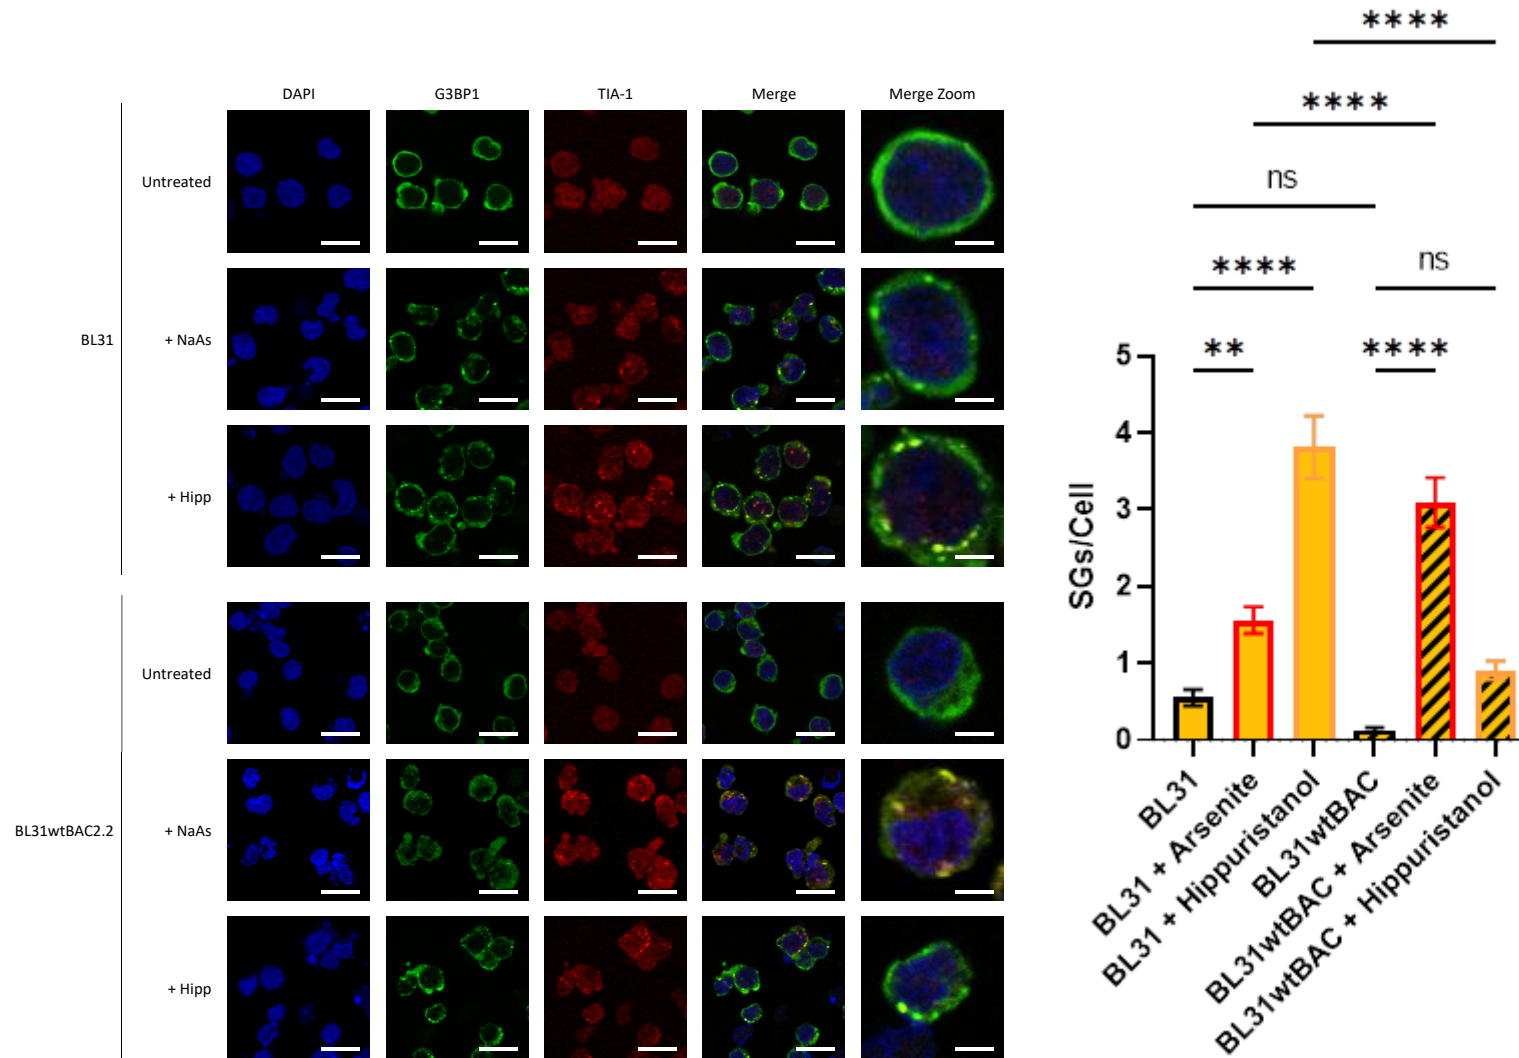 DAPI G3BP1 TIA-1 Merge Merge Zoom
BL31
Untreated
+ NaAs
+ Hipp
BL31wtBAC2.2
Untreated
+ NaAs
+ Hipp
****
****
ns
**** ns
** ****
SGs/Cell
5
4
3
2
1
0
BL31
BL31 + Arsenite
BL31 + Hippuristanol
BL31wtBAC
BL31wtBAC + Arsenite
BL31wtBAC + Hippuristanol